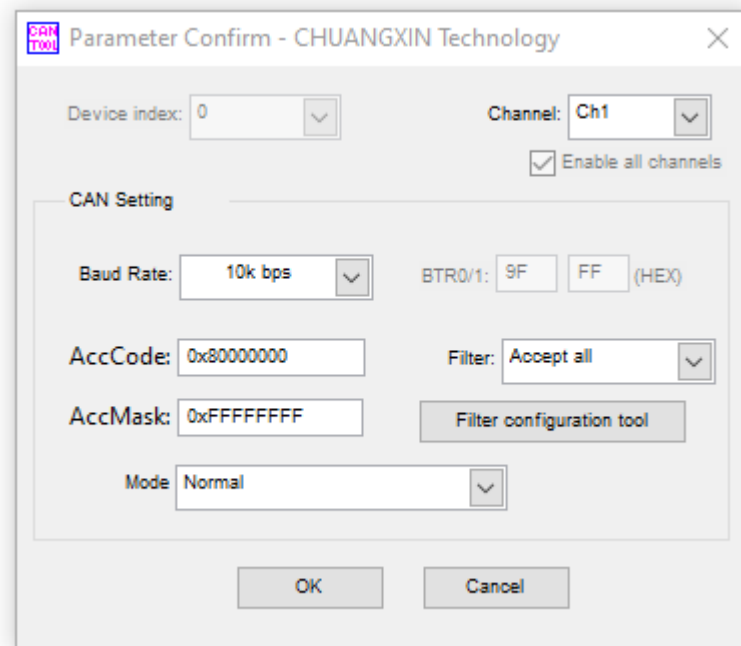 CAN
TOOL
Parameter Confirm - CHUANGXIN Technology
Device index: 0
Channel: Ch1
Enable all channels
CAN Setting
Baud Rate: 10k bps
BTR0/1: 9F FF (HEX)
AccCode: 0x80000000
Filter: Accept all
AccMask: 0xFFFFFFFF
Filter configuration tool
Mode Normal
OK
Cancel